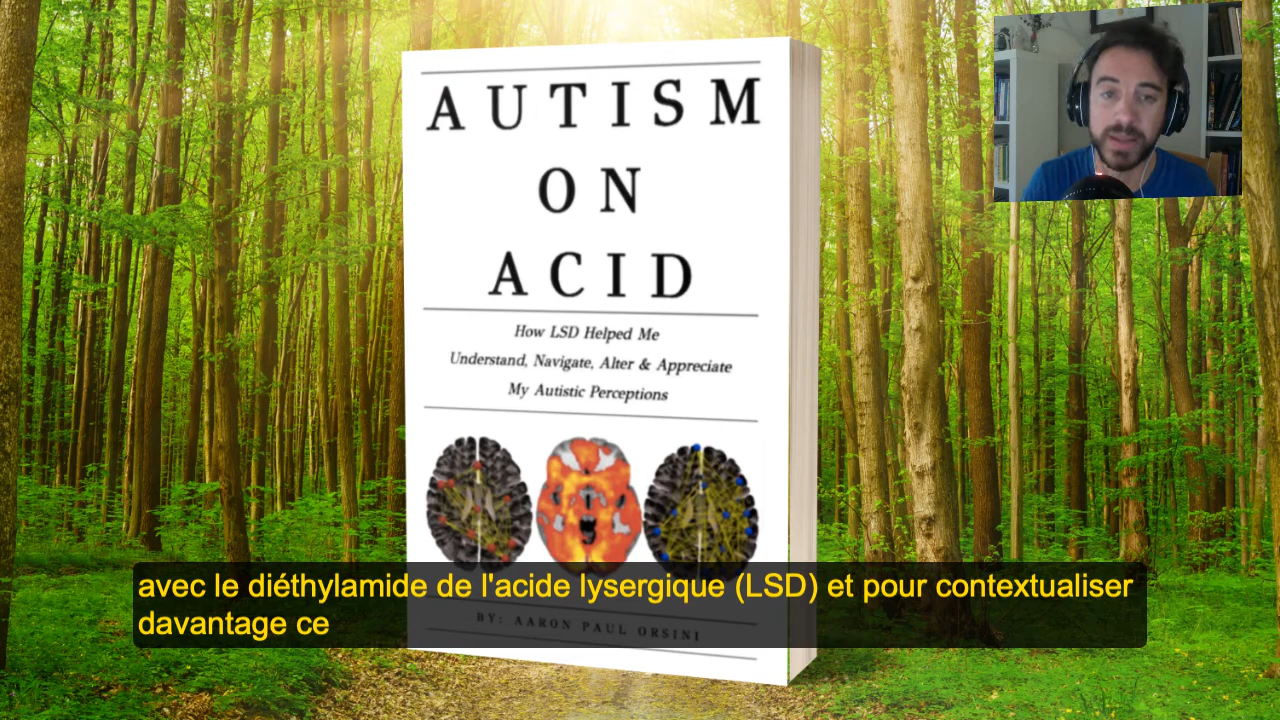 AUTISM
ON
ACID
How LSD Helped Me
Understand, Navigate, Alter & Appreciate
My Autistic Perceptions
avec le diéthylamide de l'acide lysergique (LSD) et pour contextualiser
davantage ce
BY: AARON PAUL ORSINI